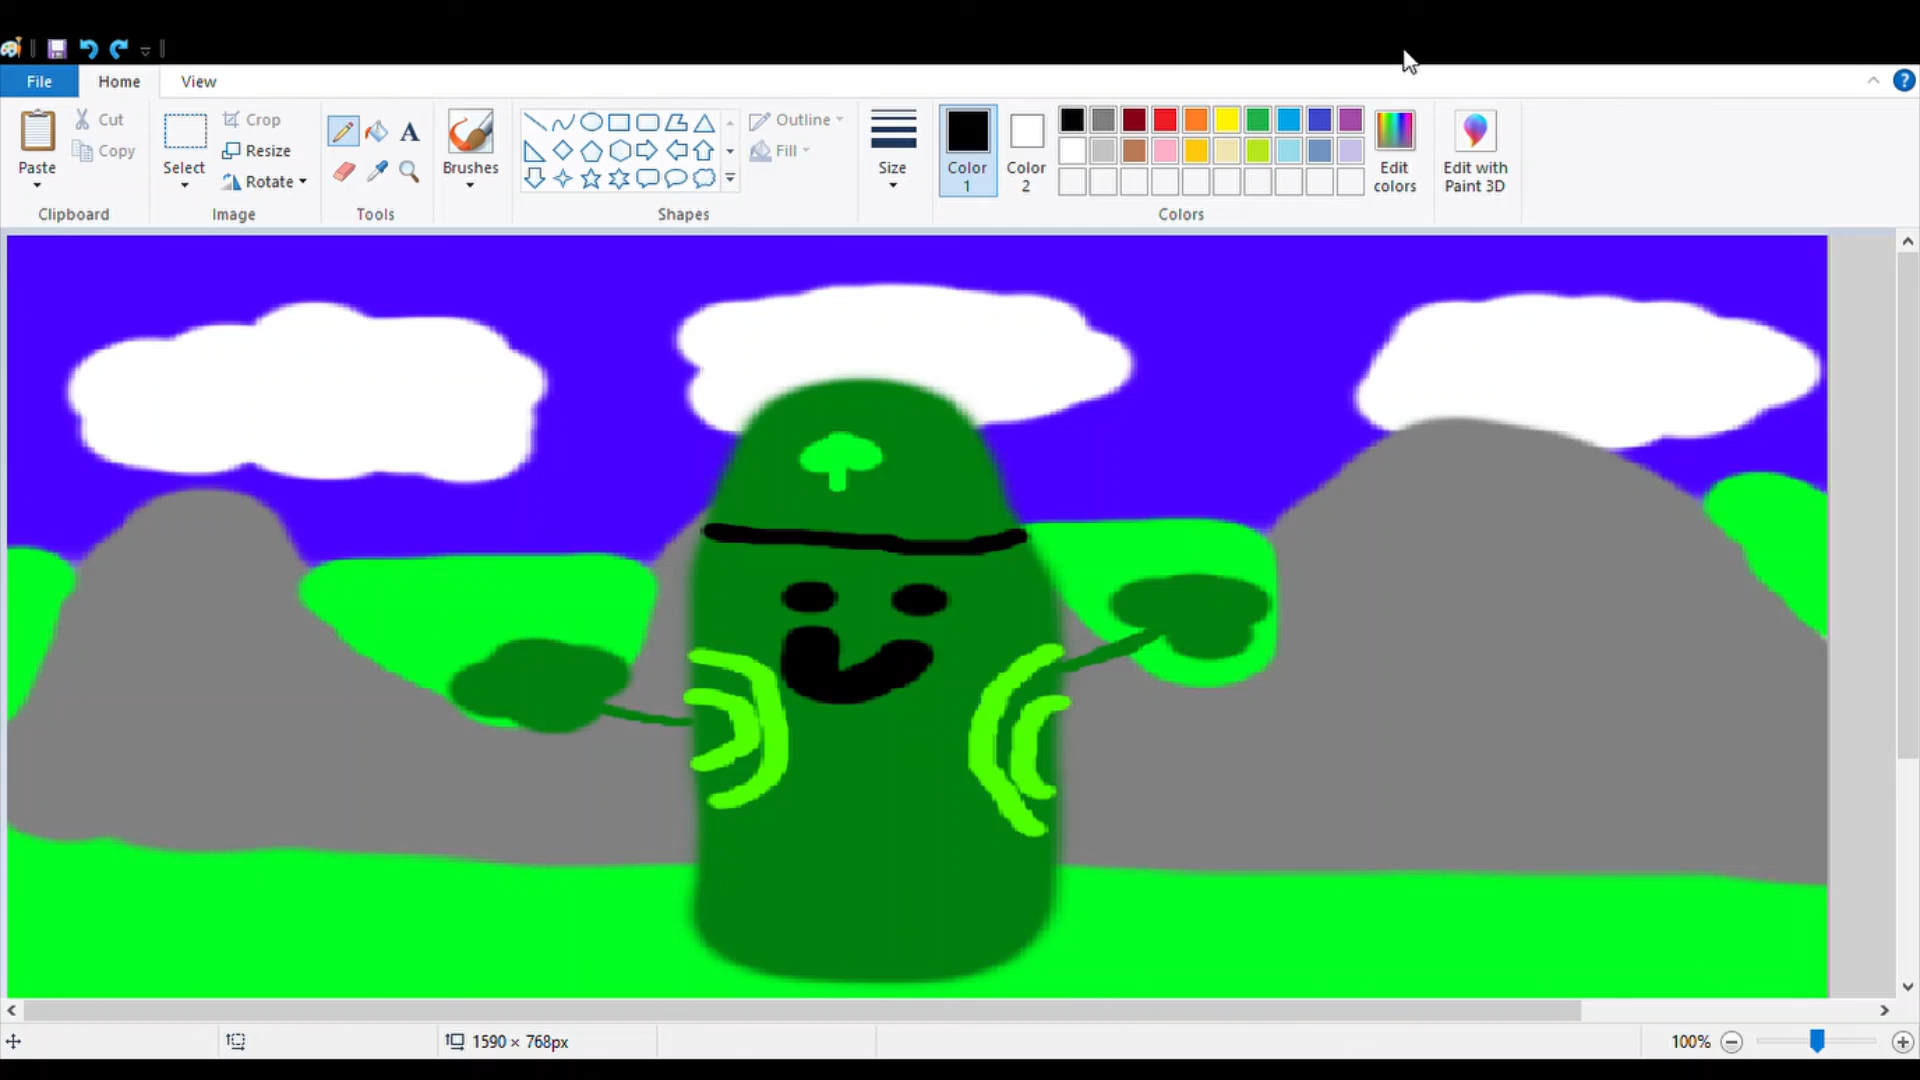 File Home View
Paste
Cut
Copy
Clipboard
Select
Crop
Resize
Rotate
Image
A
Tools
Brushes
Outline
Fill
Shapes
Size
Color
1
Color
2
Edit
colors
Colors
Edit with
Paint 3D
1590 × 768px
100%